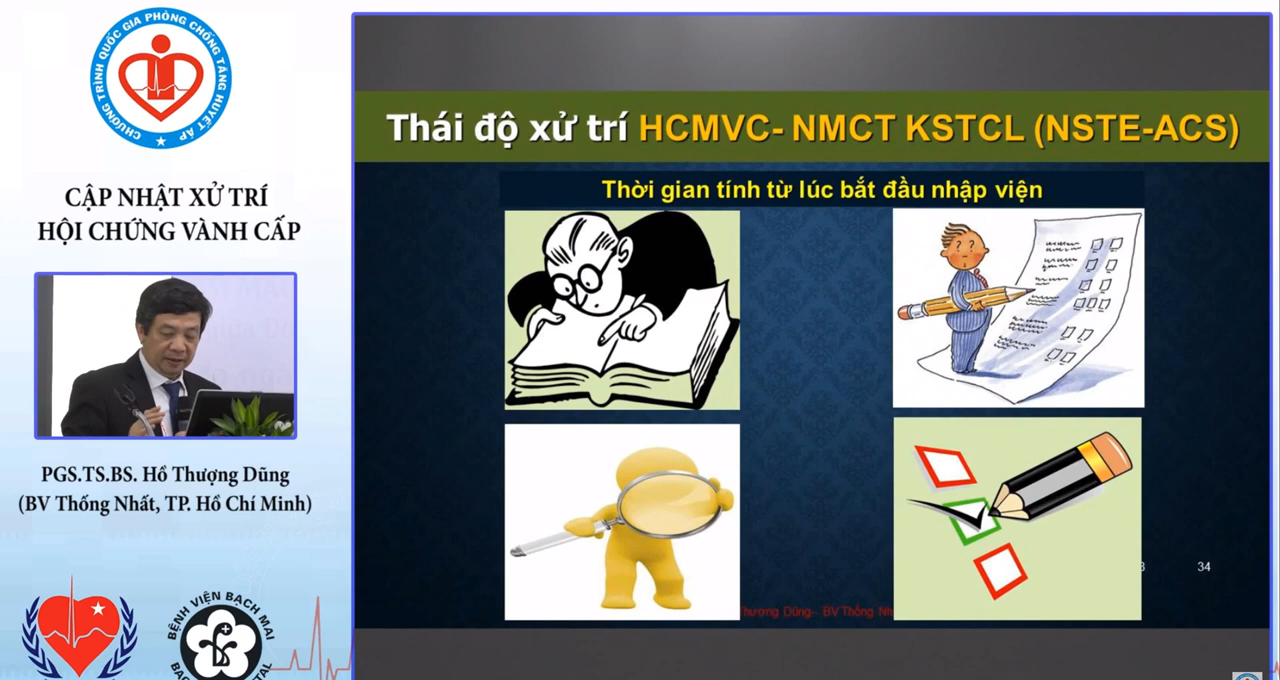 CHƯƠNG TRÌNH QUỐC GIA PHÒNG CHỐNG TĂNG HUYẾT ÁP
CẬP NHẬT XỬ TRÍ
HỘI CHỨNG VÀNH CẤP
PGS.TS.BS. Hồ Thượng Dũng
(BV Thống Nhất, TP. Hồ Chí Minh)
BỆNH VIỆN BẠCH MAI
Thái độ xử trí HCMVC- NMCT KSTCL (NSTE-ACS)
Thời gian tính từ lúc bắt đầu nhập viện
34
Dũng-- BV Thống